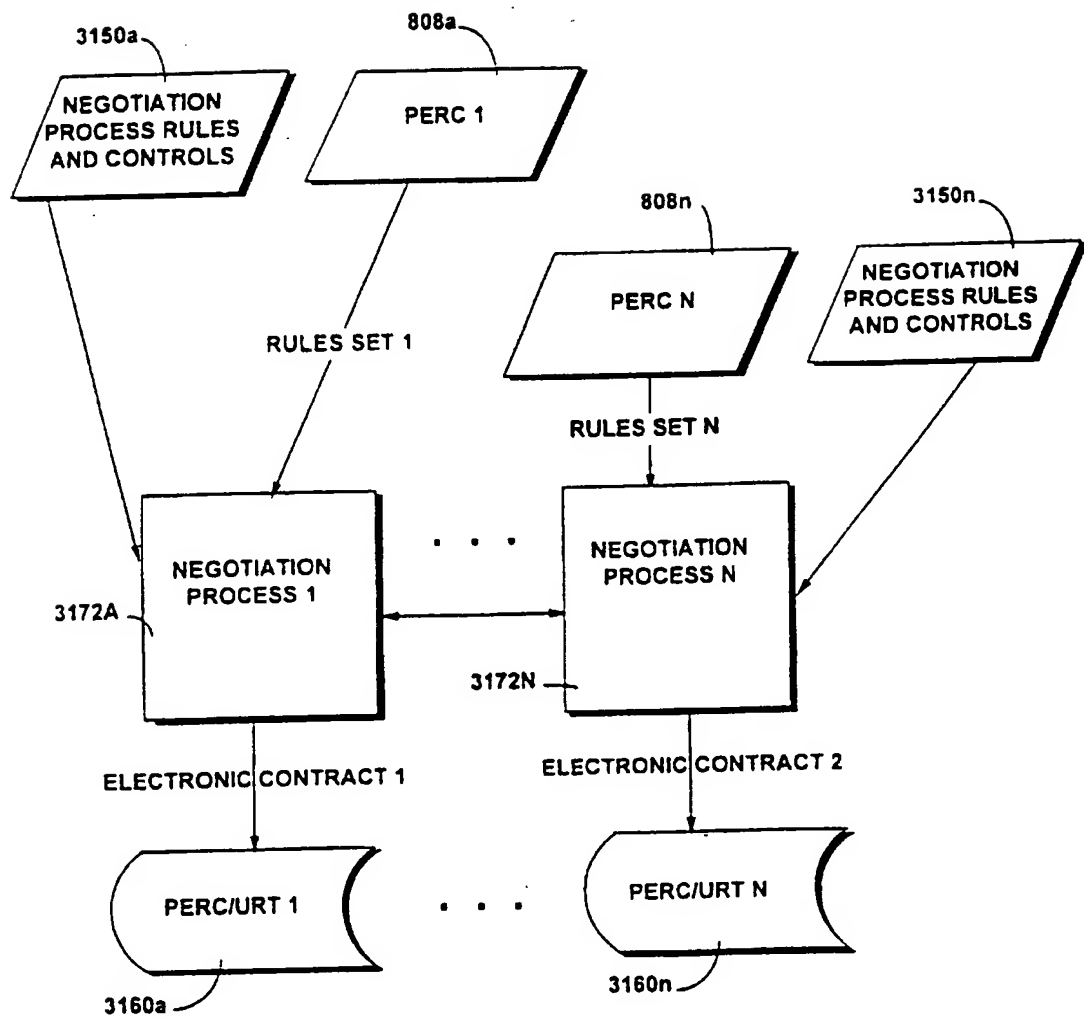 3150a
808a
NEGOTIATION
PROCESS RULES
AND CONTROLS
PERC 1
808n
3150n
PERC N
NEGOTIATION
PROCESS RULES
AND CONTROLS
RULES SET 1
RULES SET N
NEGOTIATION
PROCESS 1
NEGOTIATION
PROCESS N
3172A
3172N
ELECTRONIC CONTRACT 1
ELECTRONIC CONTRACT 2
PERC/URT 1
PERC/URT N
3160a
3160n